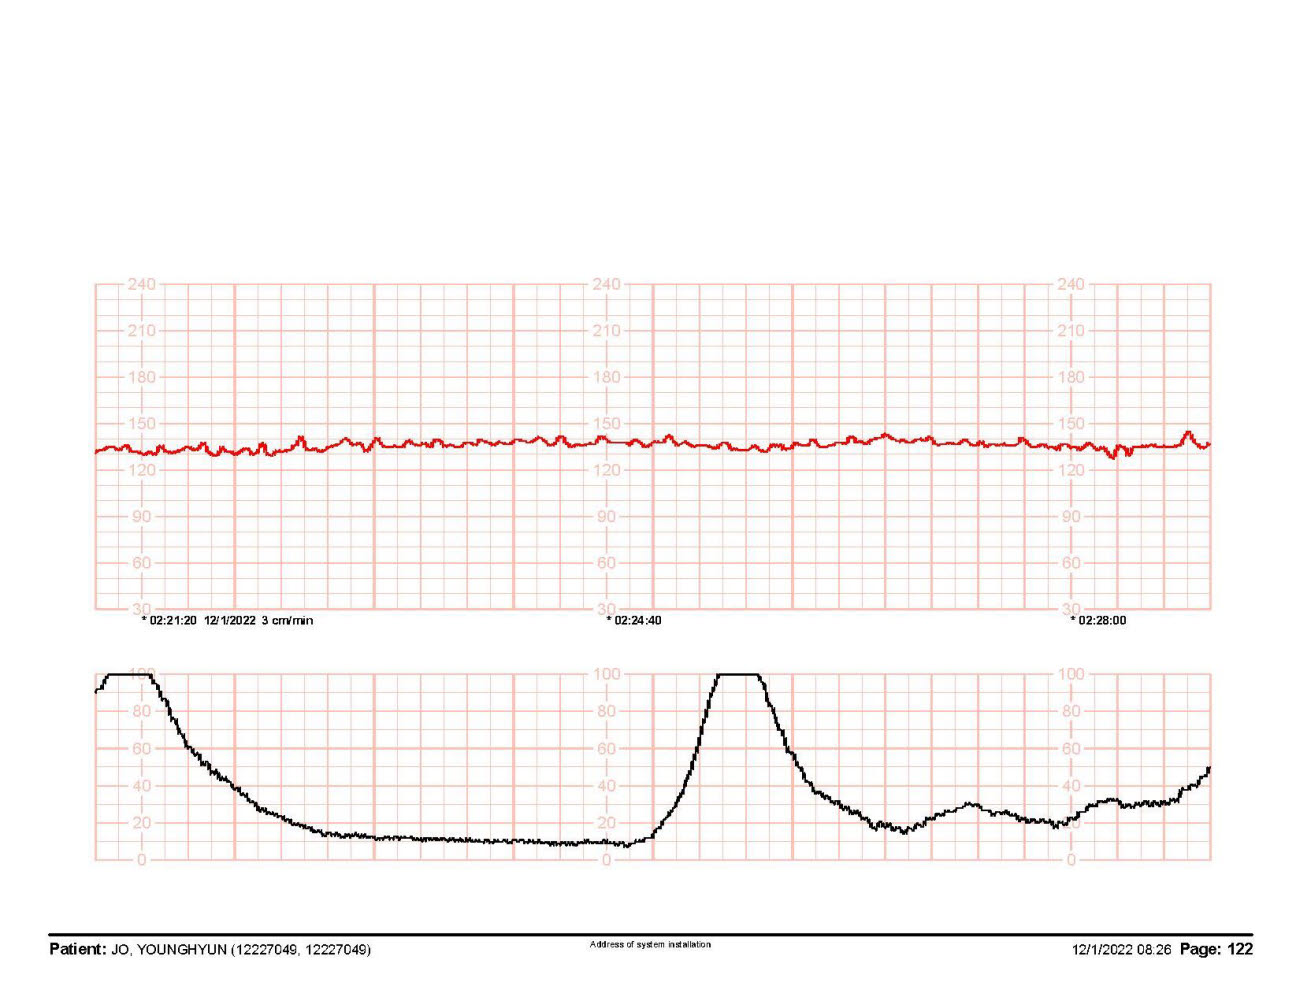 240 240 240
210 210 210
180 180 180
150 150 150
120 120 120
90 90 90
60 60 60
30 30 30
* 02:21:20 12/1/2022 3 cm/min * 02:24:40 * 02:28:00
100 100 100
80 80 80
60 60 60
40 40 40
20 20 20
0 0 0
Patient: JO, YOUNGHYUN (12227049, 12227049) Address of system installation 12/1/2022 08:26 Page: 122